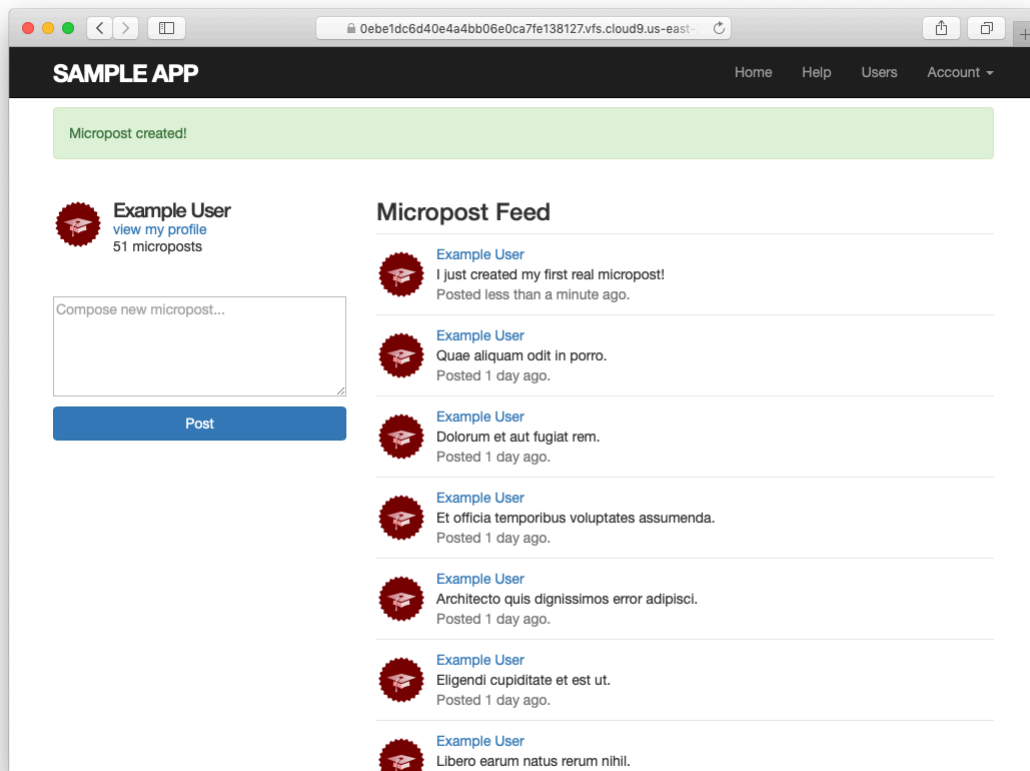 0ebe1dc6d40e4a4bb06e0ca7fe138127.vfs.cloud9.us-east-
SAMPLE APP
Home Help Users Account
Micropost created!
Example User
view my profile
51 microposts
Compose new micropost...
Post
Micropost Feed
Example User
I just created my first real micropost!
Posted less than a minute ago.
Example User
Quae aliquam odit in porro.
Posted 1 day ago.
Example User
Dolorum et aut fugiat rem.
Posted 1 day ago.
Example User
Et officia temporibus voluptates assumenda.
Posted 1 day ago.
Example User
Architecto quis dignissimos error adipisci.
Posted 1 day ago.
Example User
Eligendi cupiditate et est ut.
Posted 1 day ago.
Example User
Libero earum natus rerum nihil.